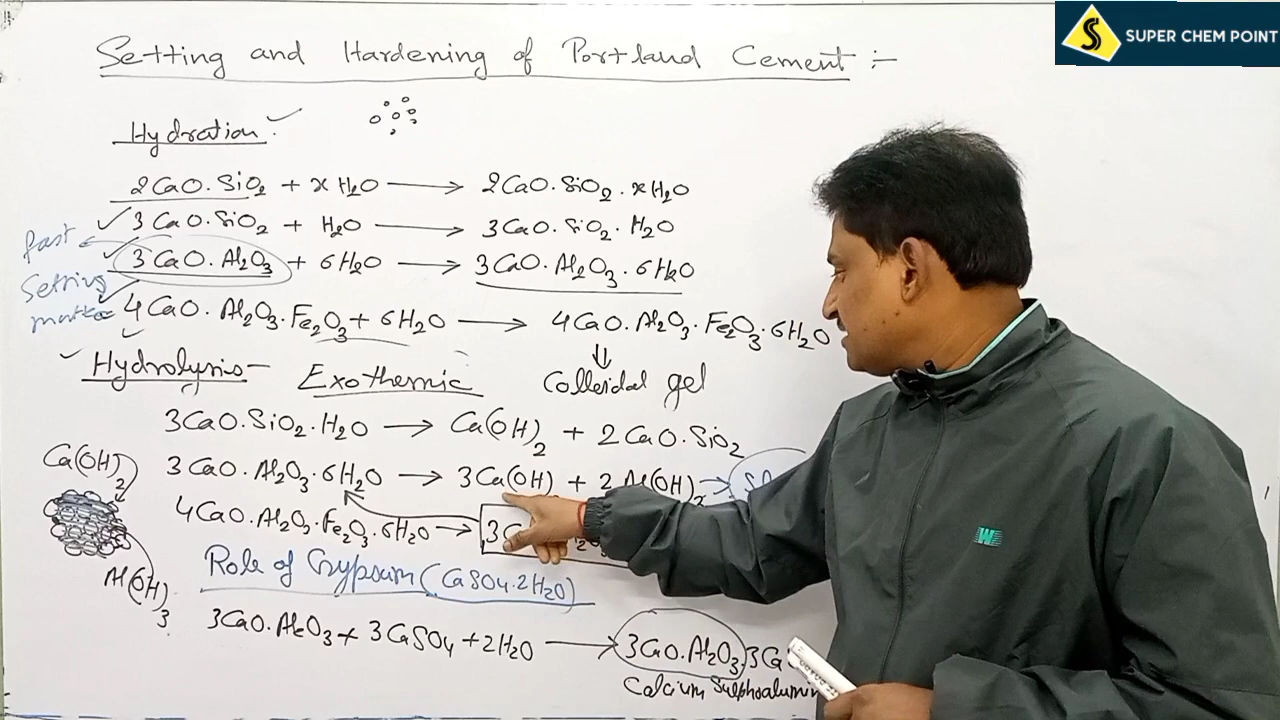 SUPER CHEM POINT
Setting and Hardening of Portland Cement :-
Hydration
2CaO.SiO2 + xH2O → 2CaO.SiO2.xH2O
3CaO.SiO2 + H2O → 3CaO.SiO2.H2O
fast
3CaO.Al2O3 + 6H2O → 3CaO.Al2O3.6H2O
Setting
4CaO.Al2O3.Fe2O3 + 6H2O → 4CaO.Al2O3.Fe2O3.6H2O
Hydrolysis - Exothermic Colloidal gel
3CaO.SiO2.H2O → Ca(OH)2 + 2CaO.SiO2
Ca(OH)2
3CaO.Al2O3.6H2O → 3Ca(OH) + 2Al(OH) →
4CaO.Al2O3.Fe2O3.6H2O →
Role of Gypsum (CaSO4.2H2O)
Al(OH)3
3CaO.Al2O3 + 3CaSO4 + 2H2O → 3CaO.Al2O3.3Ca
Calcium Sulphoalumin